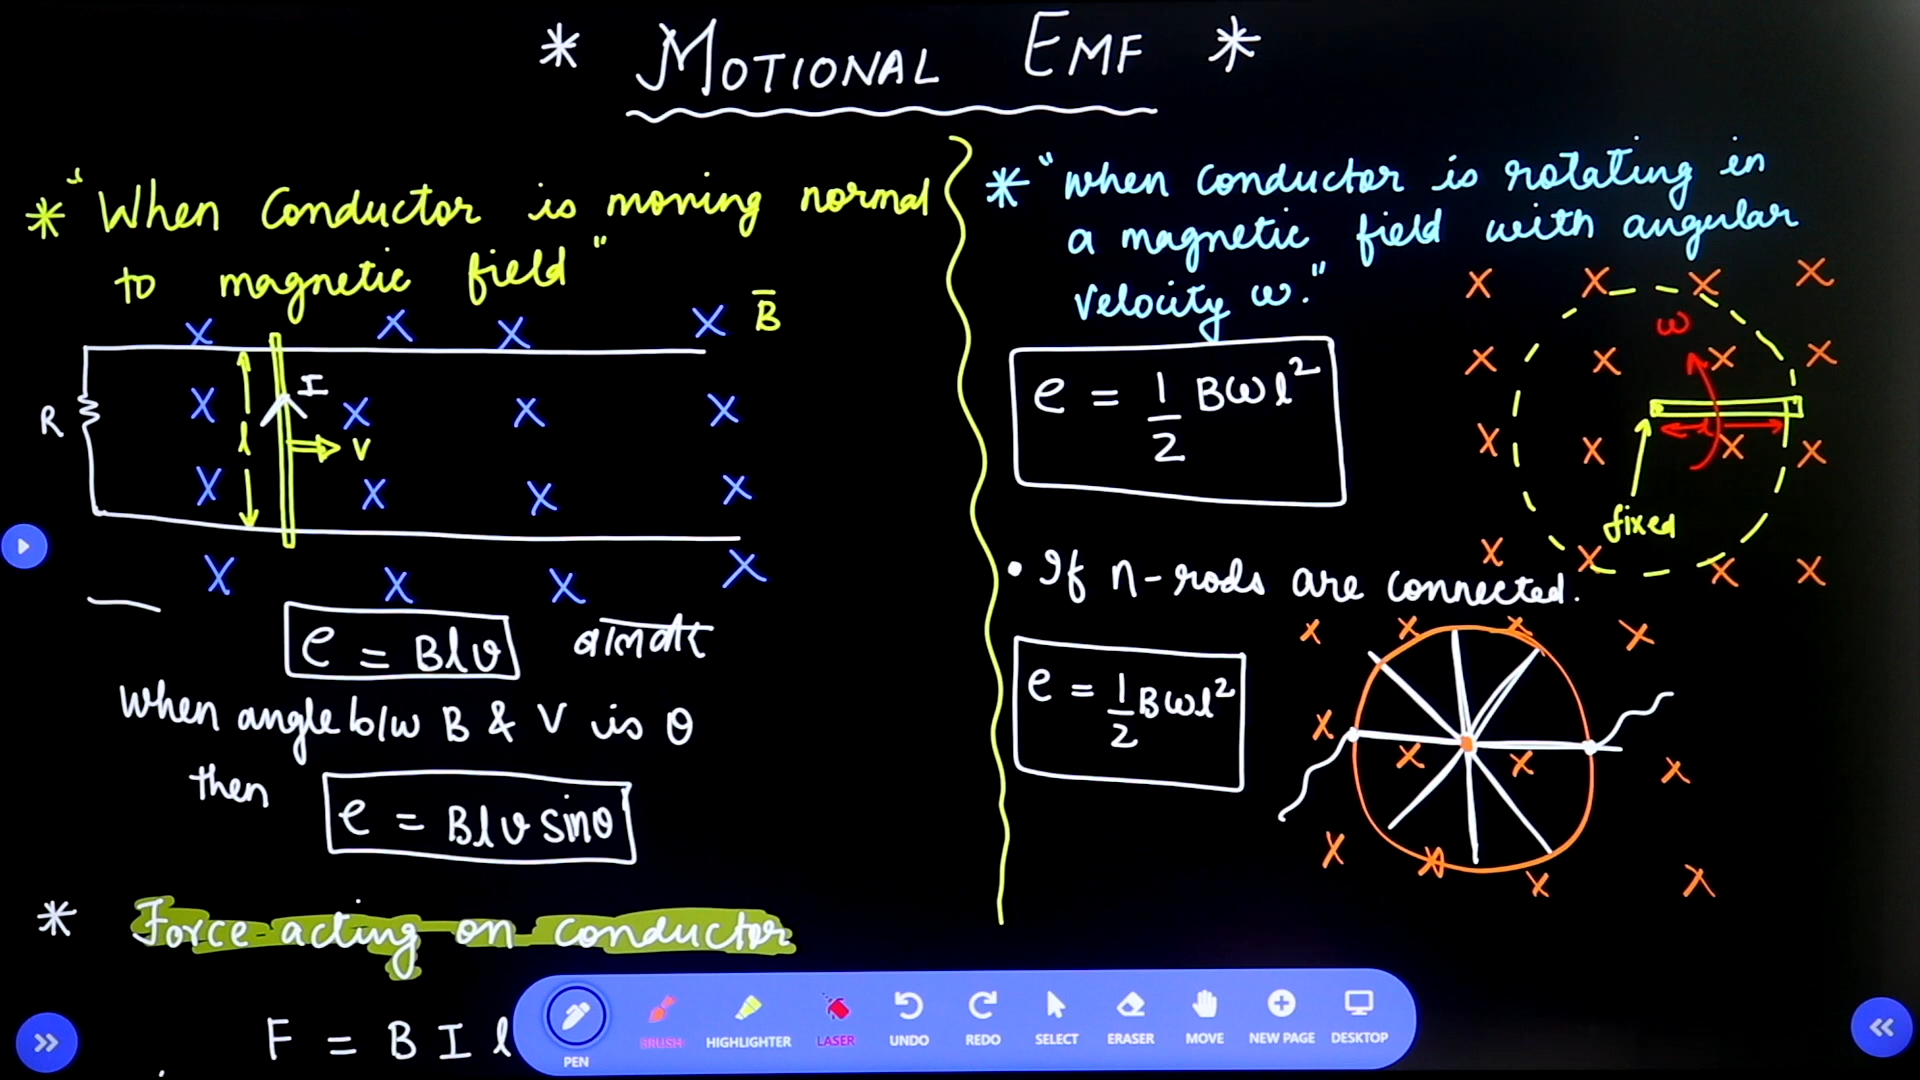 * MOTIONAL EMF *
* "When Conductor is moving normal
to magnetic field"
B̅
R
l
I
V
e = Blv
When angle b/w B & V is θ
then
e = Blv sinθ
* Force acting on conductor
F = B I l
* "when conductor is rotating in
a magnetic field with angular
velocity ω."
e = 1/2 Bωl²
ω
l
fixed
• If n-rods are connected.
e = 1/2 Bωl²
PEN
BRUSH
HIGHLIGHTER
LASER
UNDO
REDO
SELECT
ERASER
MOVE
NEW PAGE
DESKTOP